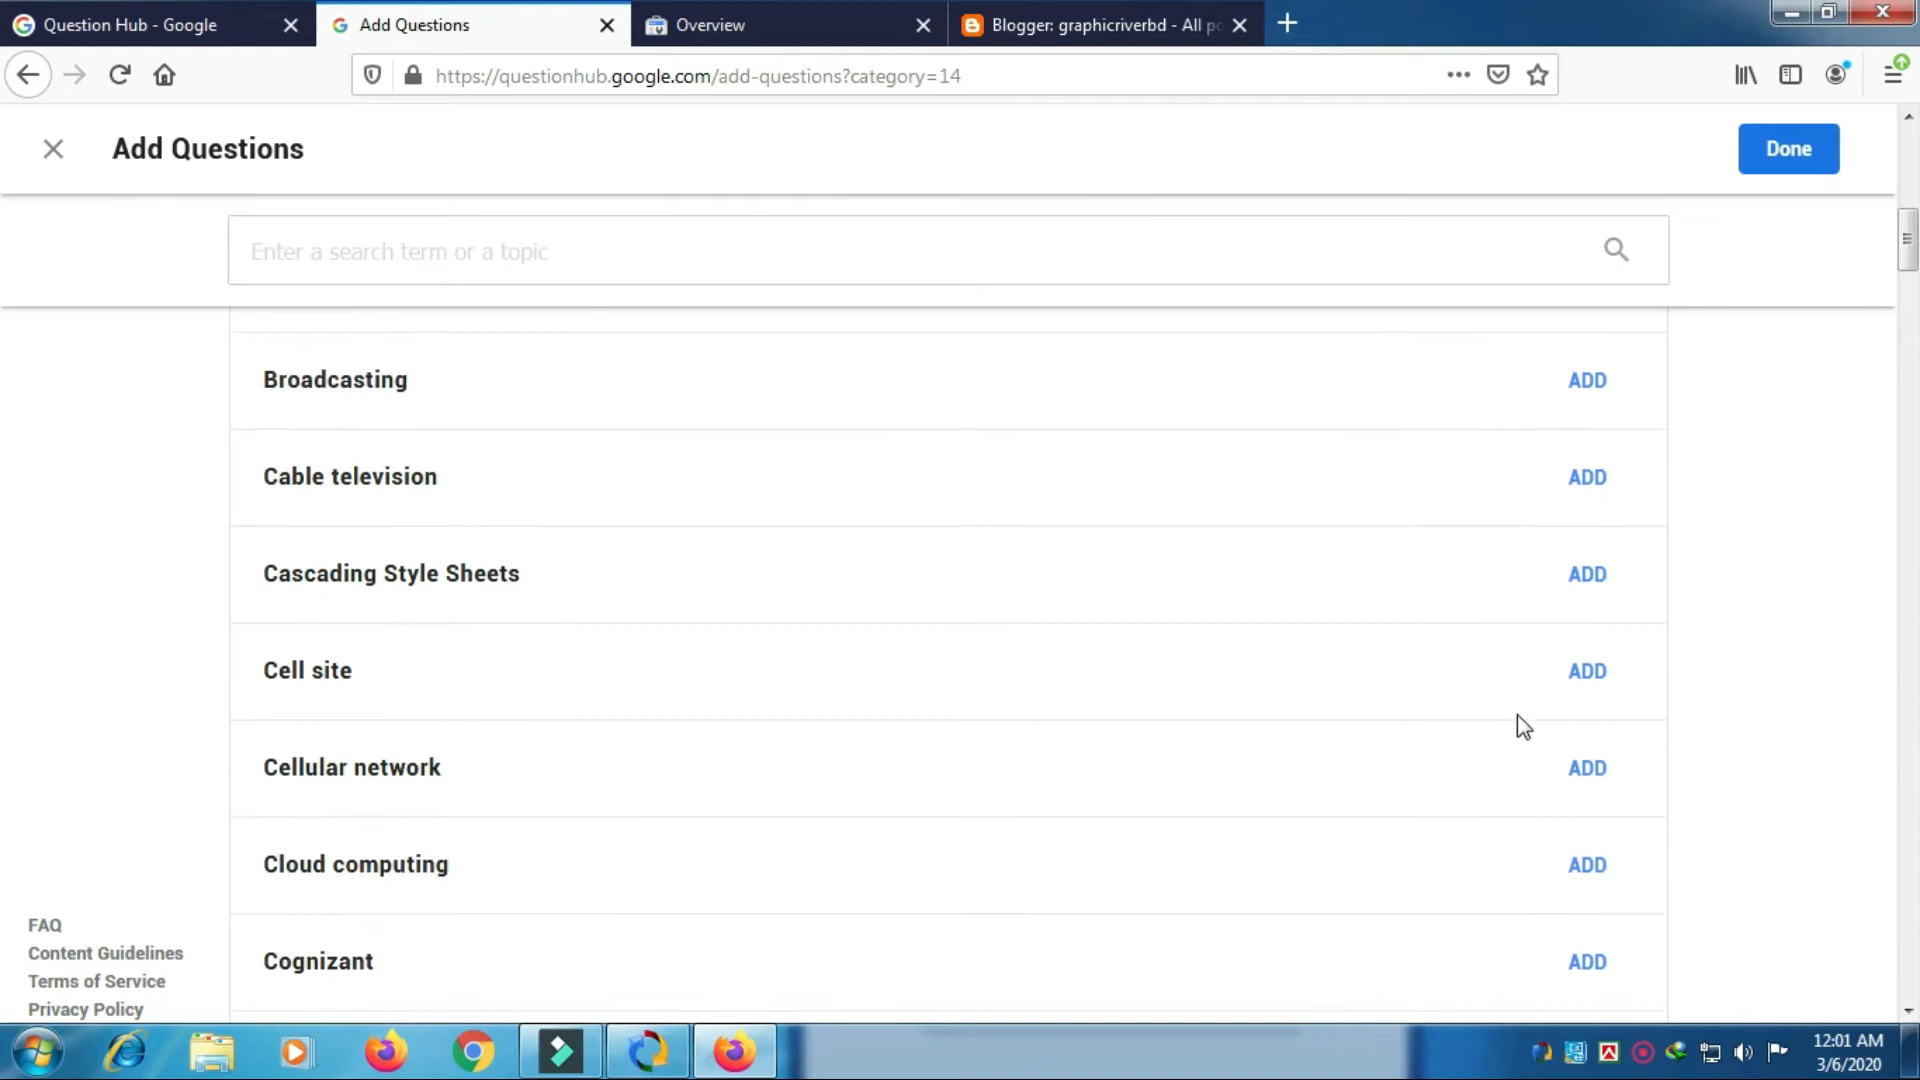 Question Hub - Google
Add Questions
Overview
Blogger: graphicriverbd - All po
https://questionhub.google.com/add-questions?category=14
Add Questions
Done
Enter a search term or a topic
Broadcasting ADD
Cable television ADD
Cascading Style Sheets ADD
Cell site ADD
Cellular network ADD
Cloud computing ADD
Cognizant ADD
FAQ
Content Guidelines
Terms of Service
Privacy Policy
12:01 AM
3/6/2020